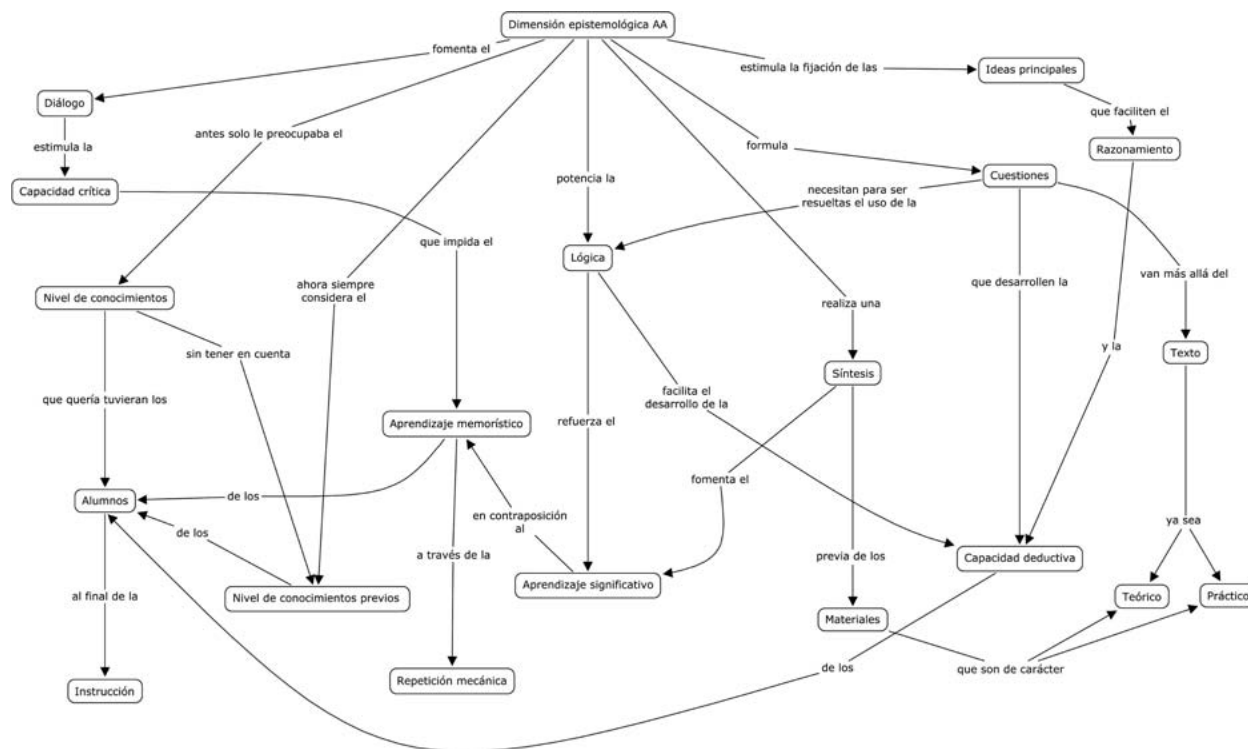 Dimensión epistemológica AA
fomenta el
estimula la fijación de las
Ideas principales
Diálogo
que faciliten el
antes solo le preocupaba el
estimula la
formula
Razonamiento
potencia la
Cuestiones
Capacidad crítica
necesitan para ser
resueltas el uso de la
que impida el
Lógica
van más allá del
ahora siempre
considera el
que desarrollen la
Nivel de conocimientos
realiza una
sin tener en cuenta
y la
Texto
Síntesis
facilita el
desarrollo de la
que quería tuvieran los
Aprendizaje memorístico
refuerza el
fomenta el
Alumnos
de los
en contraposición
al
ya sea
de los
a través de la
previa de los
Capacidad deductiva
Aprendizaje significativo
al final de la
Nivel de conocimientos previos
Teórico
Práctico
Materiales
de los
que son de carácter
Repetición mecánica
Instrucción